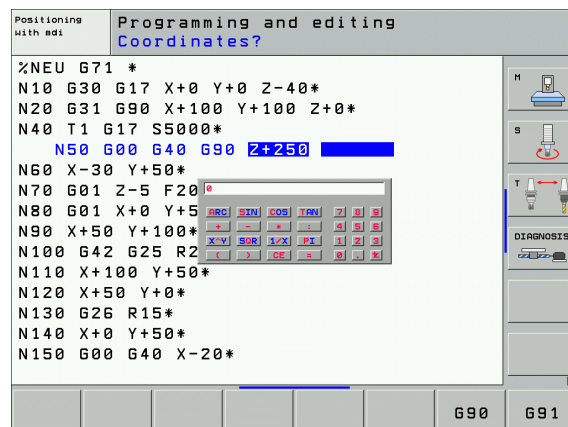 Positioning with mdi
Programming and editing
Coordinates?
%NEU G71 *
N10 G30 G17 X+0 Y+0 Z-40*
N20 G31 G90 X+100 Y+100 Z+0*
N40 T1 G17 S5000*
N50 G00 G40 G90 Z+250
N60 X-30 Y+50*
N70 G01 Z-5 F20
N80 G01 X+0 Y+5
N90 X+50 Y+100*
N100 G42 G25 R2
N110 X+100 Y+50*
N120 X+50 Y+0*
N130 G26 R15*
N140 X+0 Y+50*
N150 G00 G40 X-20*
0
ARC SIN COS TAN 7 8 9
+ - * : 4 5 6
X^Y SQR 1/X PI 1 2 3
( ) CE = 0 .
M
S
T
DIAGNOSIS
G90 G91